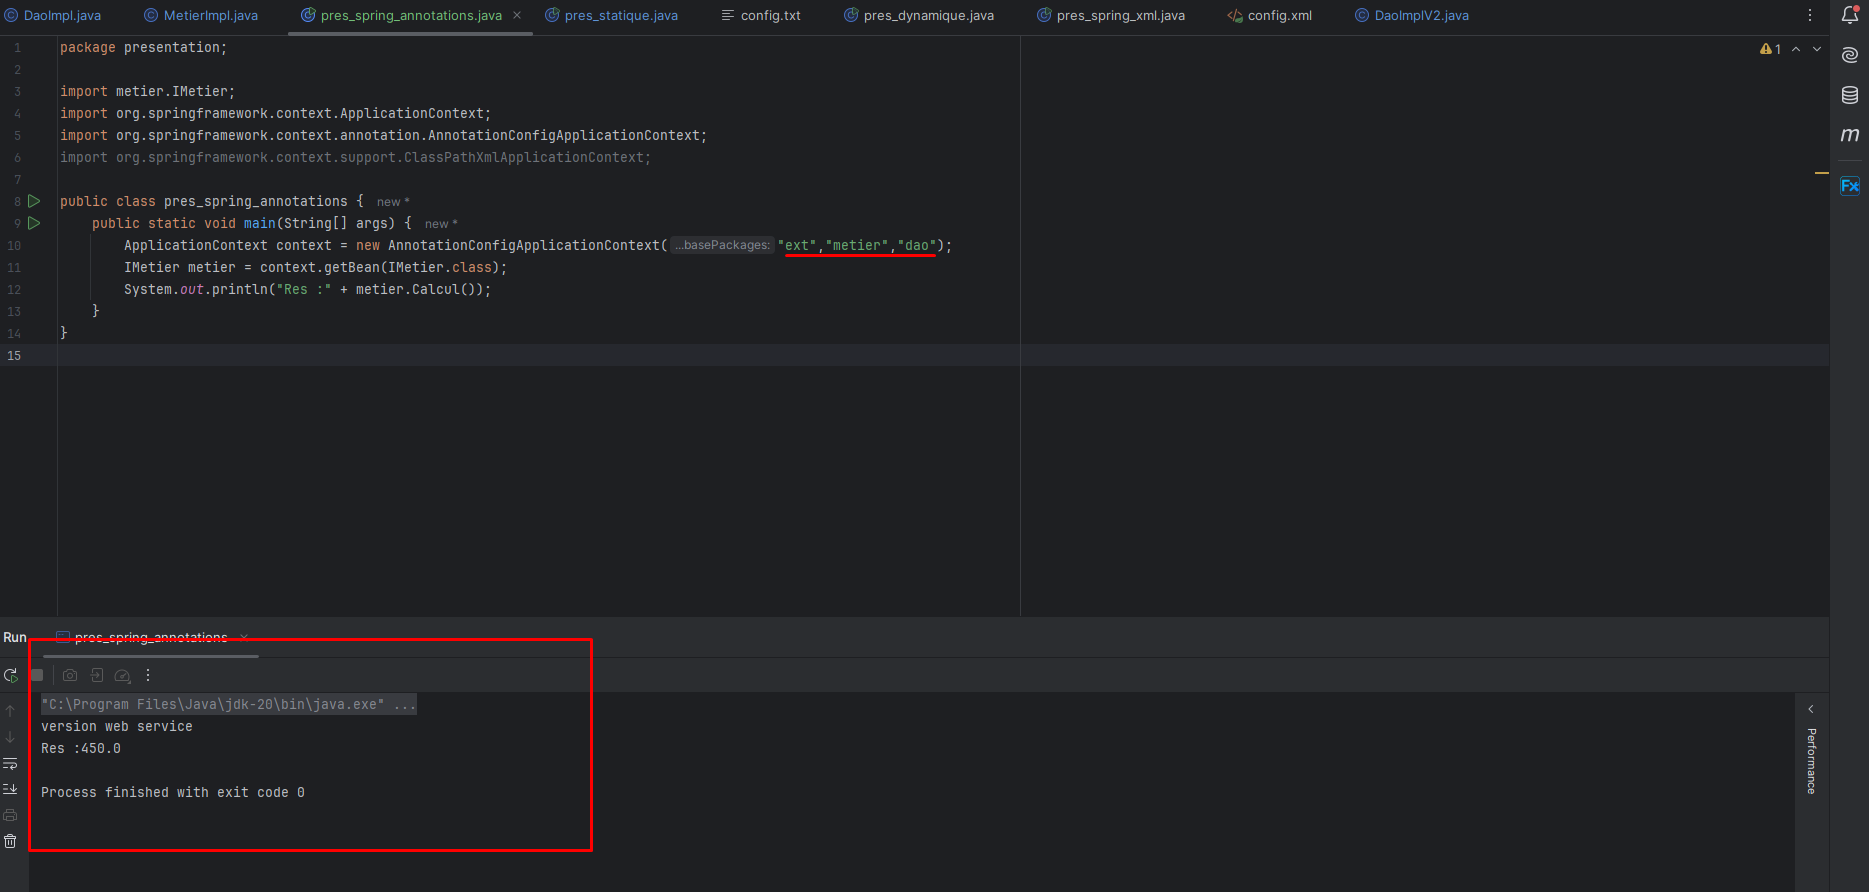 DaoImpl.java MetierImpl.java pres_spring_annotations.java × pres_statique.java config.txt pres_dynamique.java pres_spring_xml.java config.xml DaoImplV2.java
1 package presentation;
2
3 import metier.IMetier;
4 import org.springframework.context.ApplicationContext;
5 import org.springframework.context.annotation.AnnotationConfigApplicationContext;
6 import org.springframework.context.support.ClassPathXmlApplicationContext;
7
8 public class pres_spring_annotations { new *
9 public static void main(String[] args) { new *
10 ApplicationContext context = new AnnotationConfigApplicationContext( ...basePackages: "ext","metier","dao");
11 IMetier metier = context.getBean(IMetier.class);
12 System.out.println("Res :" + metier.Calcul());
13 }
14 }
15
1
m
Fx
Run pres_spring_annotations ×
"C:\Program Files\Java\jdk-20\bin\java.exe" ...
version web service
Res :450.0
Process finished with exit code 0
Performance